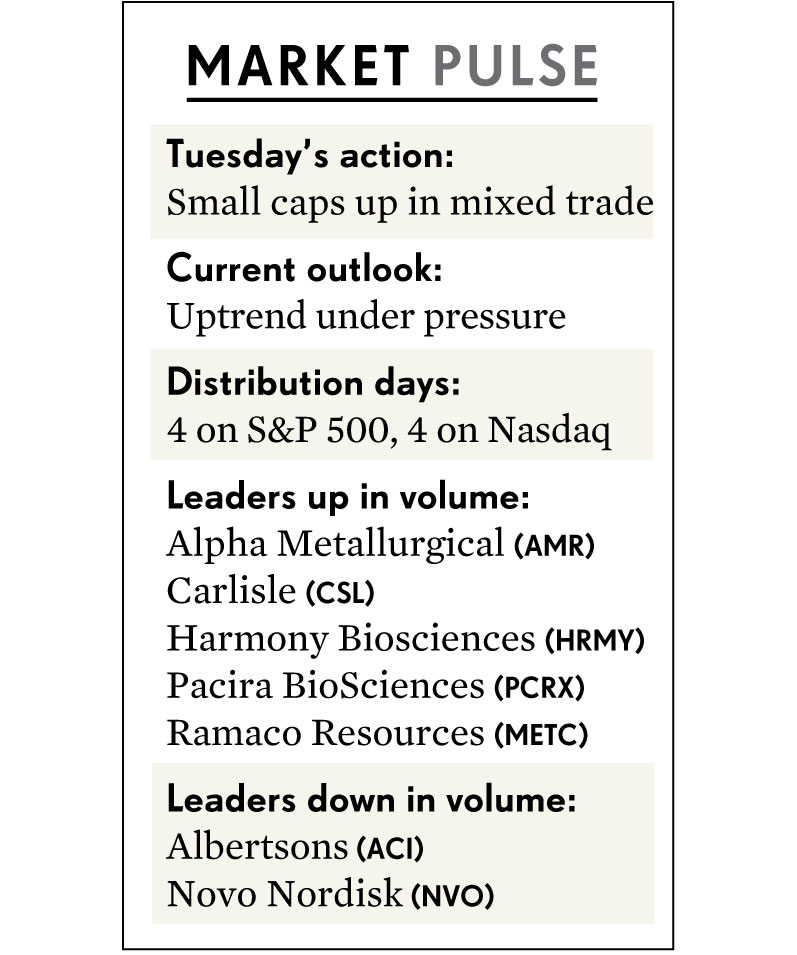 MARKET PULSE
Tuesday's action:
Small caps up in mixed trade
Current outlook:
Uptrend under pressure
Distribution days:
4 on S&P 500, 4 on Nasdaq
Leaders up in volume:
Alpha Metallurgical (AMR)
Carlisle (CSL)
Harmony Biosciences (HRMY)
Pacira BioSciences (PCRX)
Ramaco Resources (METC)
Leaders down in volume:
Albertsons (ACI)
Novo Nordisk (NVO)